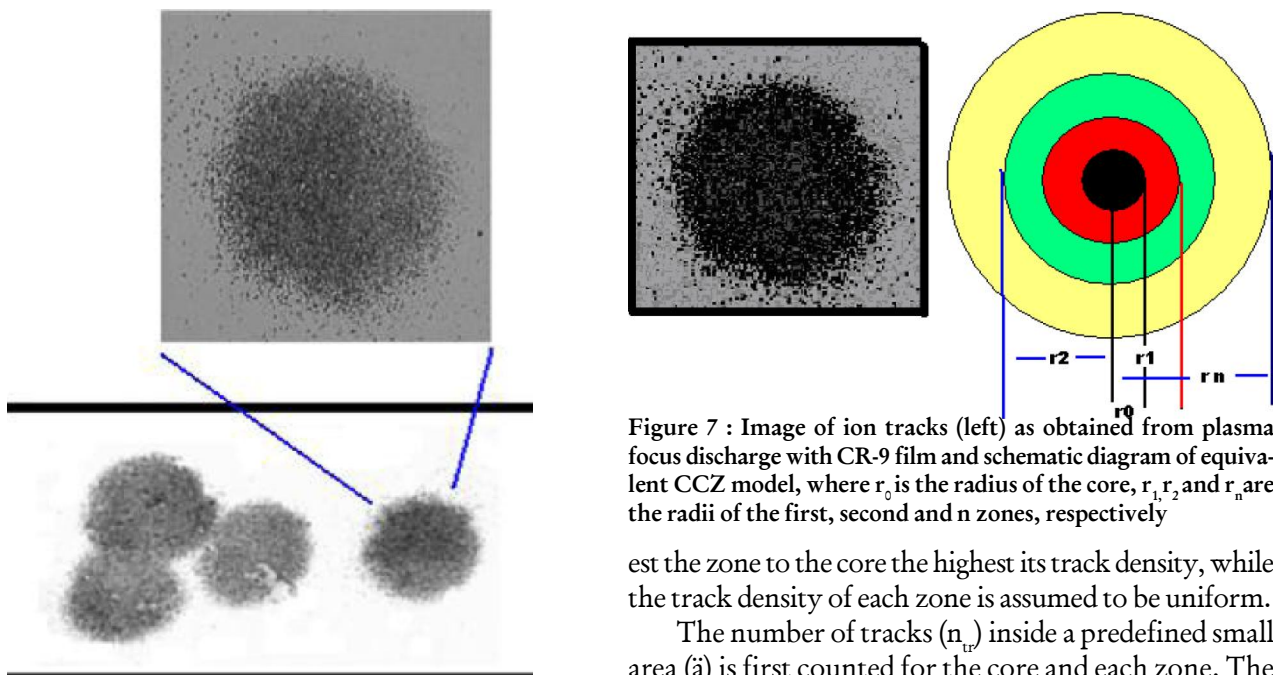 r2
r1
r n
r0
Figure 7 : Image of ion tracks (left) as obtained from plasma
focus discharge with CR-9 film and schematic diagram of equiva-
lent CCZ model, where r₀ is the radius of the core, r₁, r₂ and rₙ are
the radii of the first, second and n zones, respectively
est the zone to the core the highest its track density, while
the track density of each zone is assumed to be uniform.
The number of tracks (nₜᵣ) inside a predefined small
area (ä) is first counted for the core and each zone. The